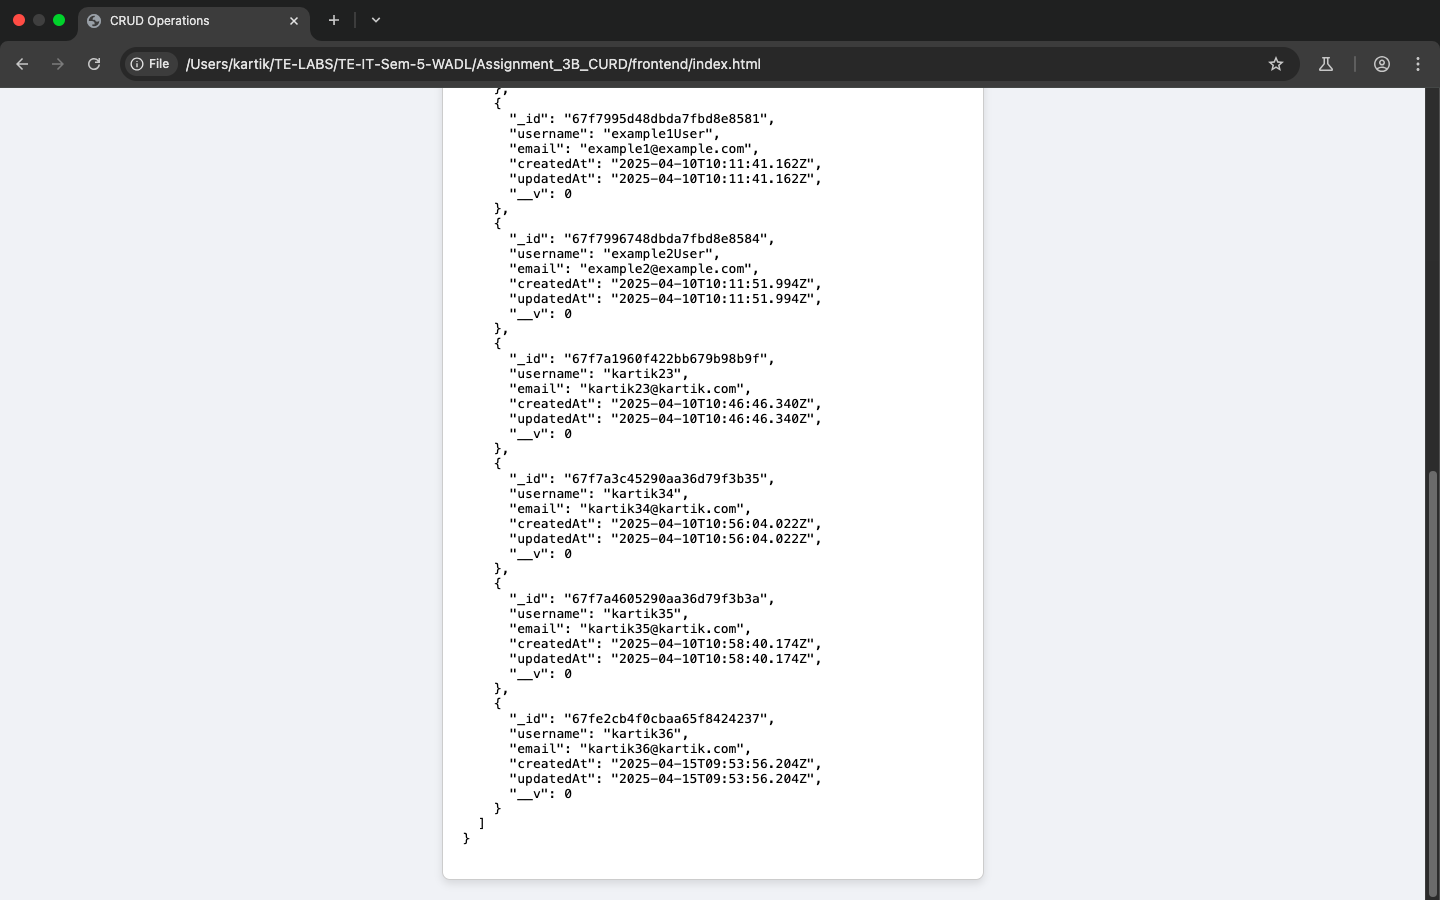 CRUD Operations
File
/Users/kartik/TE-LABS/TE-IT-Sem-5-WADL/Assignment_3B_CURD/frontend/index.html
},
{
"_id": "67f7995d48dbda7fbd8e8581",
"username": "example1User",
"email": "example1@example.com",
"createdAt": "2025-04-10T10:11:41.162Z",
"updatedAt": "2025-04-10T10:11:41.162Z",
"__v": 0
},
{
"_id": "67f7996748dbda7fbd8e8584",
"username": "example2User",
"email": "example2@example.com",
"createdAt": "2025-04-10T10:11:51.994Z",
"updatedAt": "2025-04-10T10:11:51.994Z",
"__v": 0
},
{
"_id": "67f7a1960f422bb679b98b9f",
"username": "kartik23",
"email": "kartik23@kartik.com",
"createdAt": "2025-04-10T10:46:46.340Z",
"updatedAt": "2025-04-10T10:46:46.340Z",
"__v": 0
},
{
"_id": "67f7a3c45290aa36d79f3b35",
"username": "kartik34",
"email": "kartik34@kartik.com",
"createdAt": "2025-04-10T10:56:04.022Z",
"updatedAt": "2025-04-10T10:56:04.022Z",
"__v": 0
},
{
"_id": "67f7a4605290aa36d79f3b3a",
"username": "kartik35",
"email": "kartik35@kartik.com",
"createdAt": "2025-04-10T10:58:40.174Z",
"updatedAt": "2025-04-10T10:58:40.174Z",
"__v": 0
},
{
"_id": "67fe2cb4f0cbaa65f8424237",
"username": "kartik36",
"email": "kartik36@kartik.com",
"createdAt": "2025-04-15T09:53:56.204Z",
"updatedAt": "2025-04-15T09:53:56.204Z",
"__v": 0
}
]
}